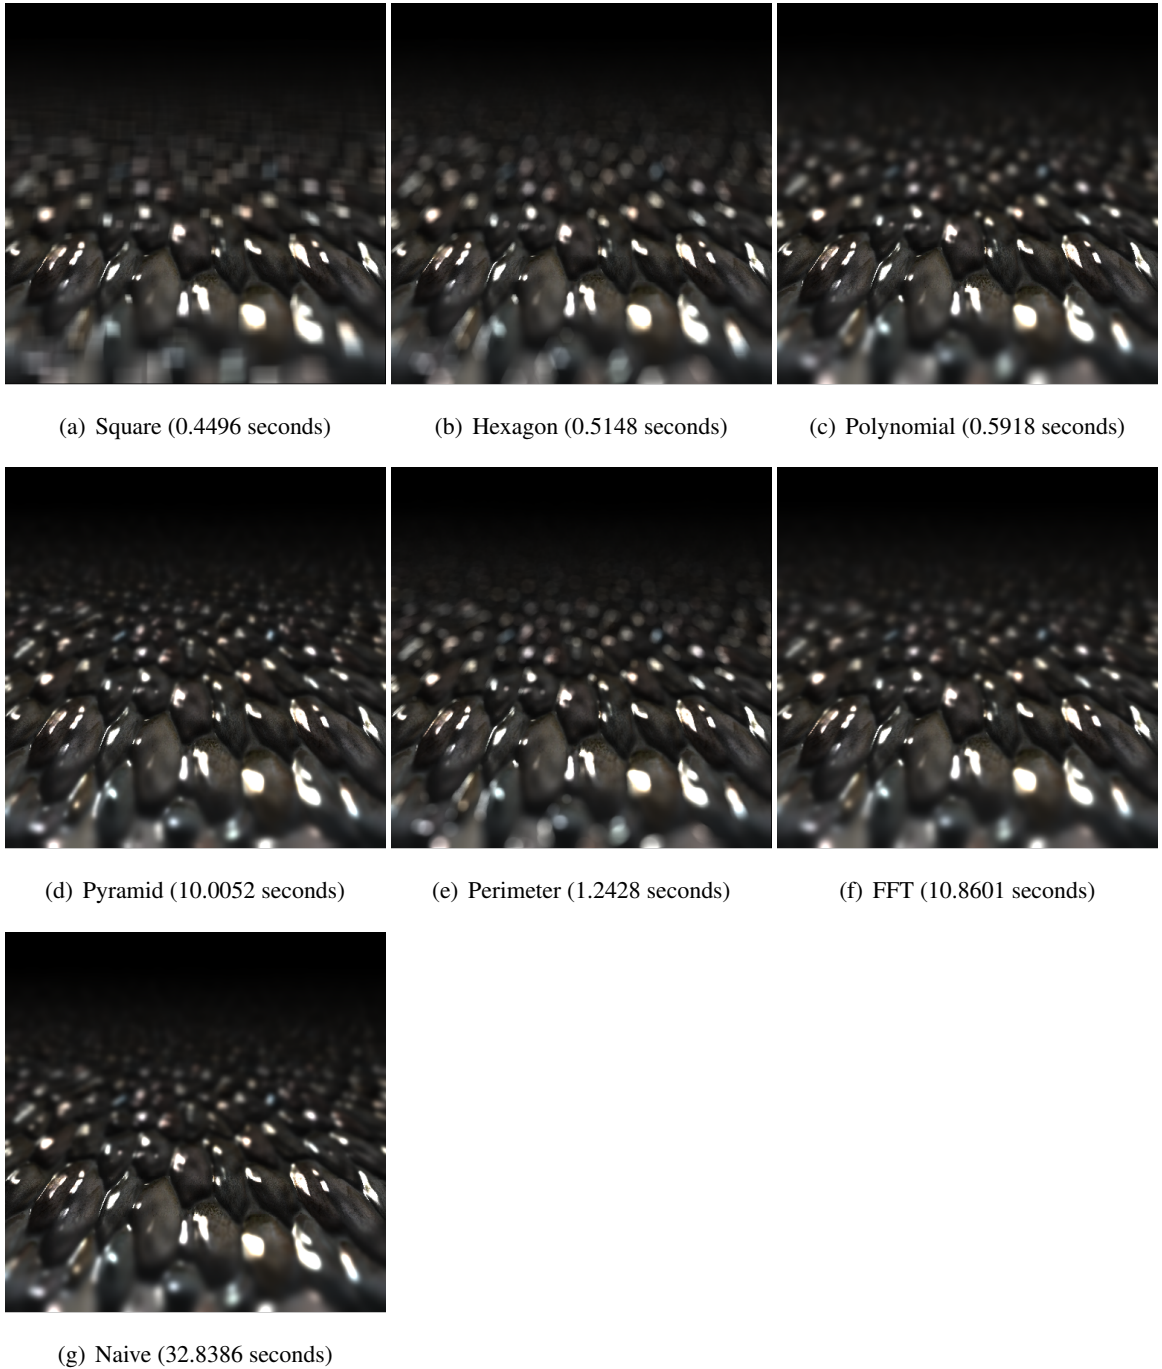 (a) Square (0.4496 seconds)
(b) Hexagon (0.5148 seconds)
(c) Polynomial (0.5918 seconds)
(d) Pyramid (10.0052 seconds)
(e) Perimeter (1.2428 seconds)
(f) FFT (10.8601 seconds)
(g) Naive (32.8386 seconds)